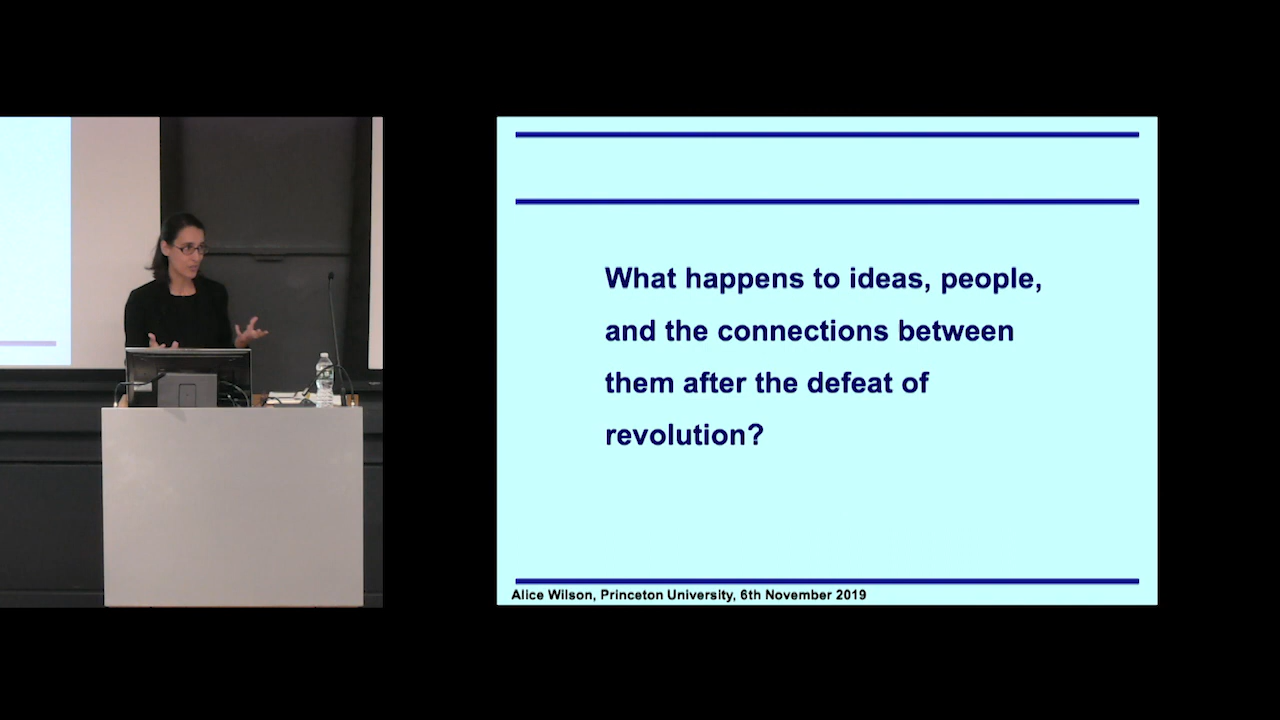 What happens to ideas, people,
and the connections between
them after the defeat of
revolution?
Alice Wilson, Princeton University, 6th November 2019